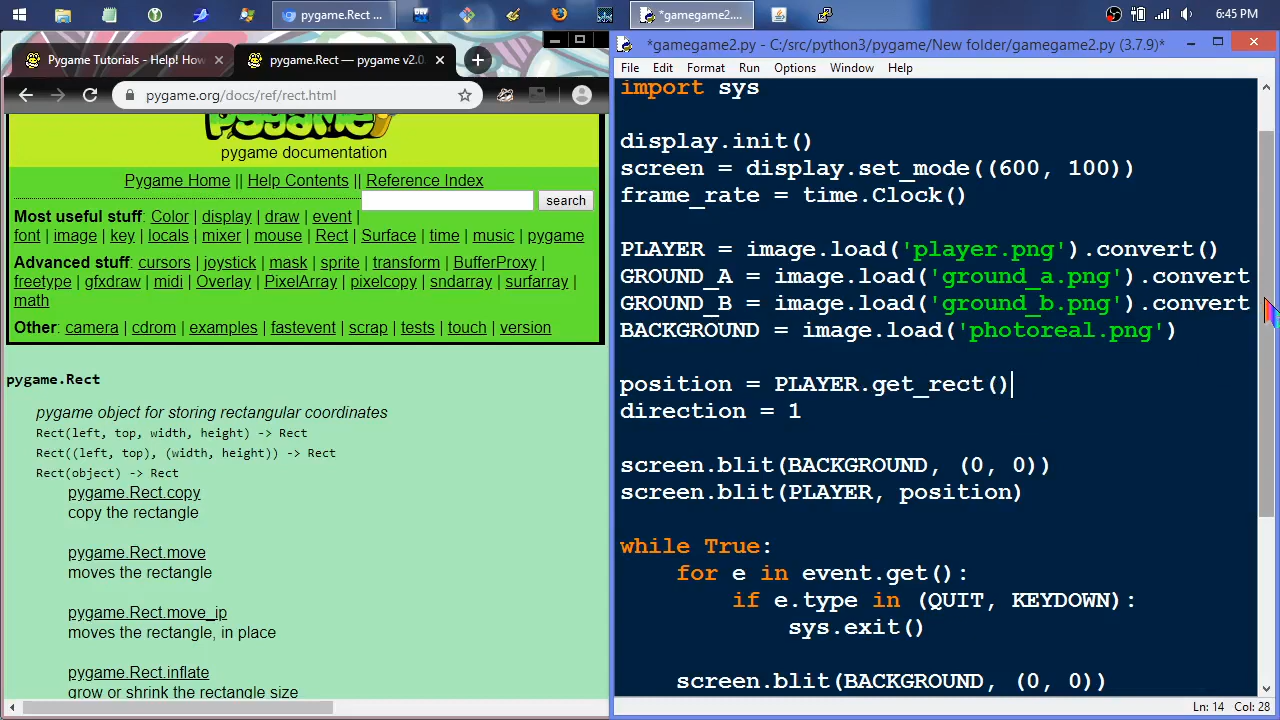 pygame.Rect ...
*gamegame2....
6:45 PM
Pygame Tutorials - Help! How
pygame.Rect — pygame v2.0.
pygame.org/docs/ref/rect.html
pygame
pygame documentation
Pygame Home || Help Contents || Reference Index
search
Most useful stuff: Color | display | draw | event |
font | image | key | locals | mixer | mouse | Rect | Surface | time | music | pygame
Advanced stuff: cursors | joystick | mask | sprite | transform | BufferProxy |
freetype | gfxdraw | midi | Overlay | PixelArray | pixelcopy | sndarray | surfarray |
math
Other: camera | cdrom | examples | fastevent | scrap | tests | touch | version
pygame.Rect
pygame object for storing rectangular coordinates
Rect(left, top, width, height) -> Rect
Rect((left, top), (width, height)) -> Rect
Rect(object) -> Rect
pygame.Rect.copy
copy the rectangle
pygame.Rect.move
moves the rectangle
pygame.Rect.move_ip
moves the rectangle, in place
pygame.Rect.inflate
grow or shrink the rectangle size
*gamegame2.py - C:/src/python3/pygame/New folder/gamegame2.py (3.7.9)*
File Edit Format Run Options Window Help
import sys
display.init()
screen = display.set_mode((600, 100))
frame_rate = time.Clock()
PLAYER = image.load('player.png').convert()
GROUND_A = image.load('ground_a.png').convert
GROUND_B = image.load('ground_b.png').convert
BACKGROUND = image.load('photoreal.png')
position = PLAYER.get_rect()
direction = 1
screen.blit(BACKGROUND, (0, 0))
screen.blit(PLAYER, position)
while True:
for e in event.get():
if e.type in (QUIT, KEYDOWN):
sys.exit()
screen.blit(BACKGROUND, (0, 0))
Ln: 14 Col: 28